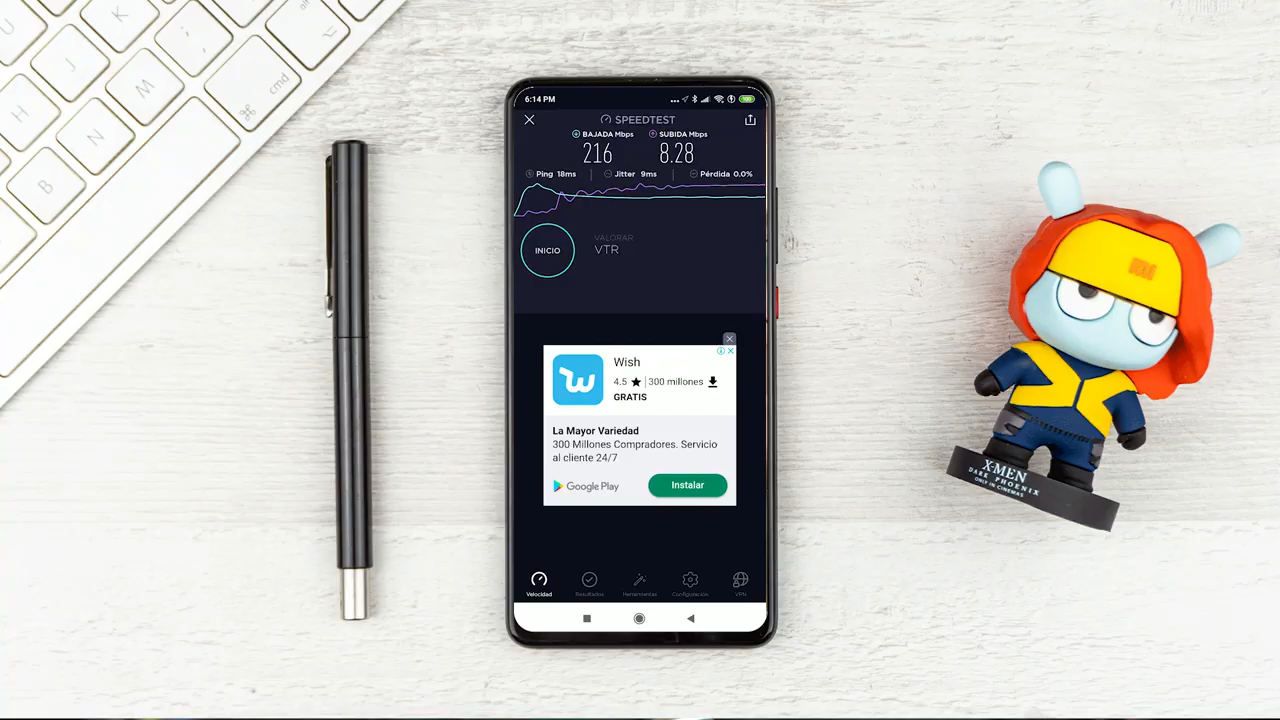 K
J
M
H
N
B
cmd
⌘
6:14 PM
100
SPEEDTEST
BAJADA Mbps SUBIDA Mbps
216 8.28
Ping 18ms Jitter 9ms Pérdida 0.0%
INICIO
VALORAR
VTR
Wish
4.5 ★ 300 millones
GRATIS
La Mayor Variedad
300 Millones Compradores. Servicio
al cliente 24/7
Google Play
Instalar
Velocidad Resultados Herramientas Configuración VPN
X-MEN
DARK PHOENIX
ONLY IN CINEMAS